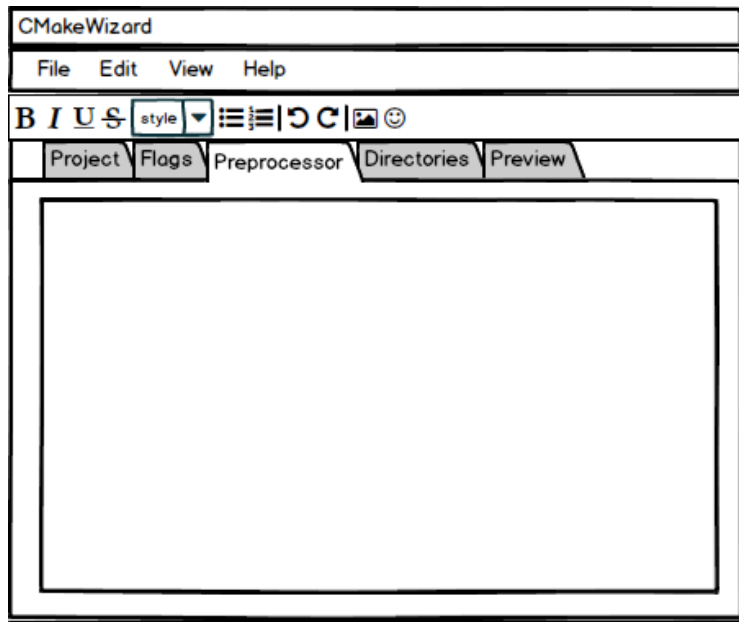 CMakeWizard
File Edit View Help
B I U S style
Project Flags Preprocessor Directories Preview